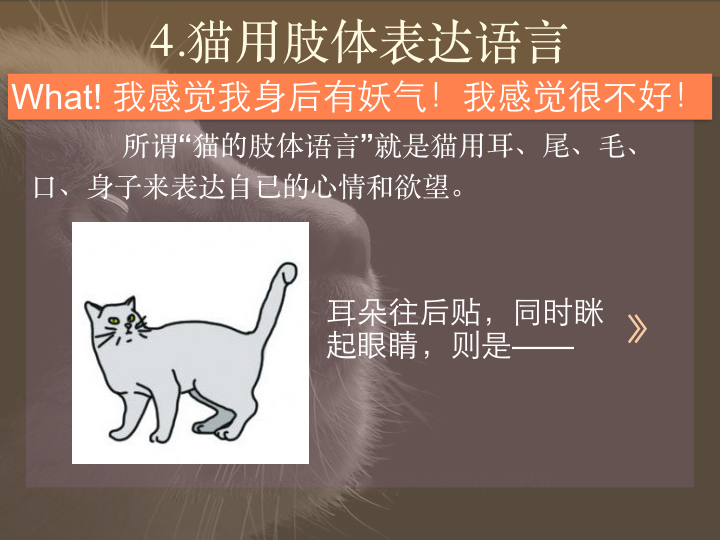 4.猫用肢体表达语言
What! 我感觉我身后有妖气！我感觉很不好！
所谓“猫的肢体语言”就是猫用耳、尾、毛、
口、身子来表达自已的心情和欲望。
耳朵往后贴，同时眯
起眼睛，则是——
》